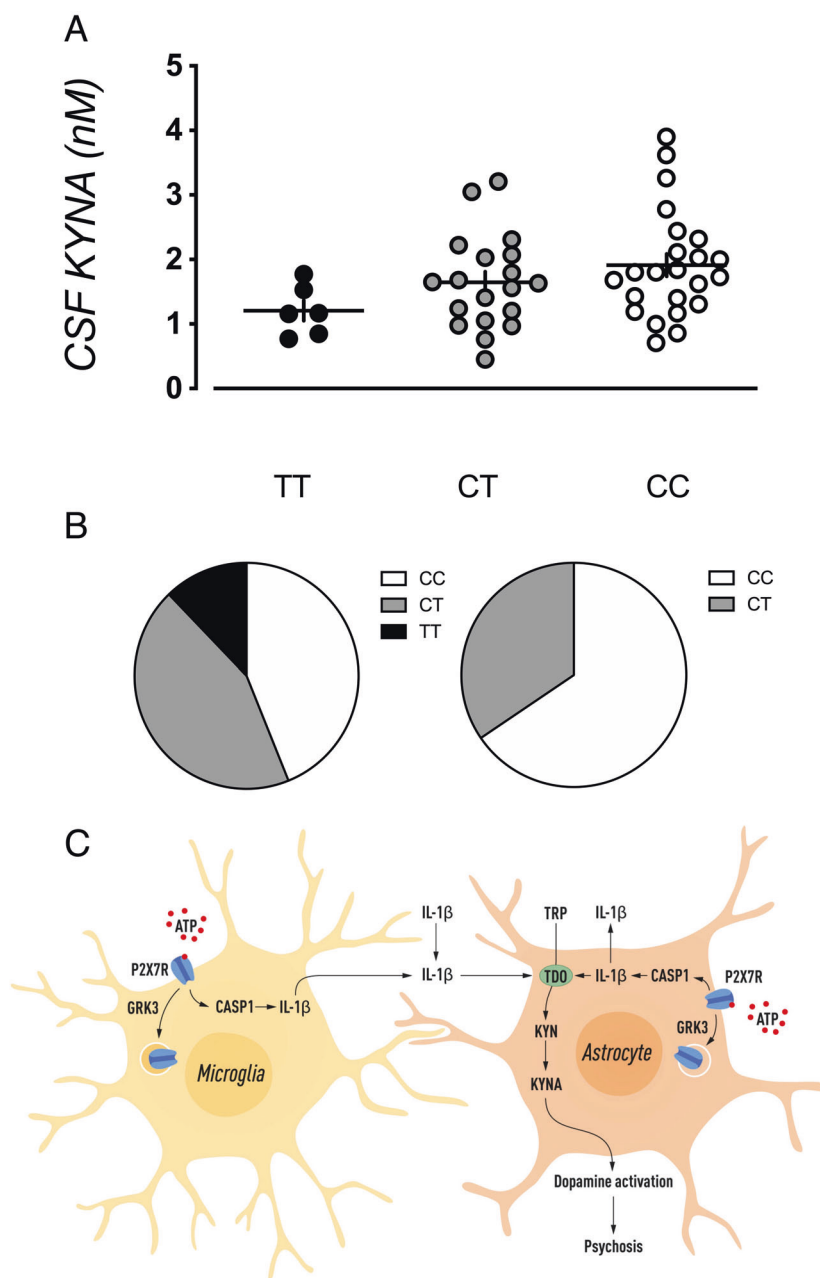 A
CSF KYNA (nM)
5
4
3
2
1
0
TT CT CC
B
CC
CT
TT
CC
CT
C
ATP
P2X7R
GRK3
CASP1
IL-1β
Microglia
IL-1β
IL-1β
TRP
IL-1β
TDO
IL-1β
CASP1
P2X7R
ATP
GRK3
KYN
KYNA
Astrocyte
Dopamine activation
Psychosis